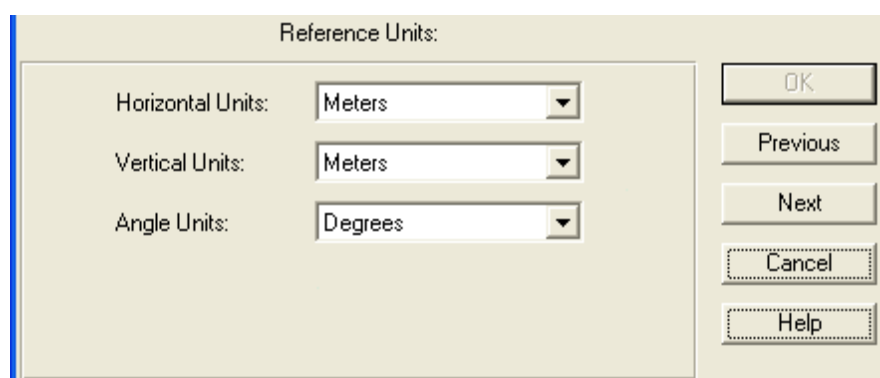 Reference Units:
Horizontal Units: Meters
Vertical Units: Meters
Angle Units: Degrees
OK
Previous
Next
Cancel
Help